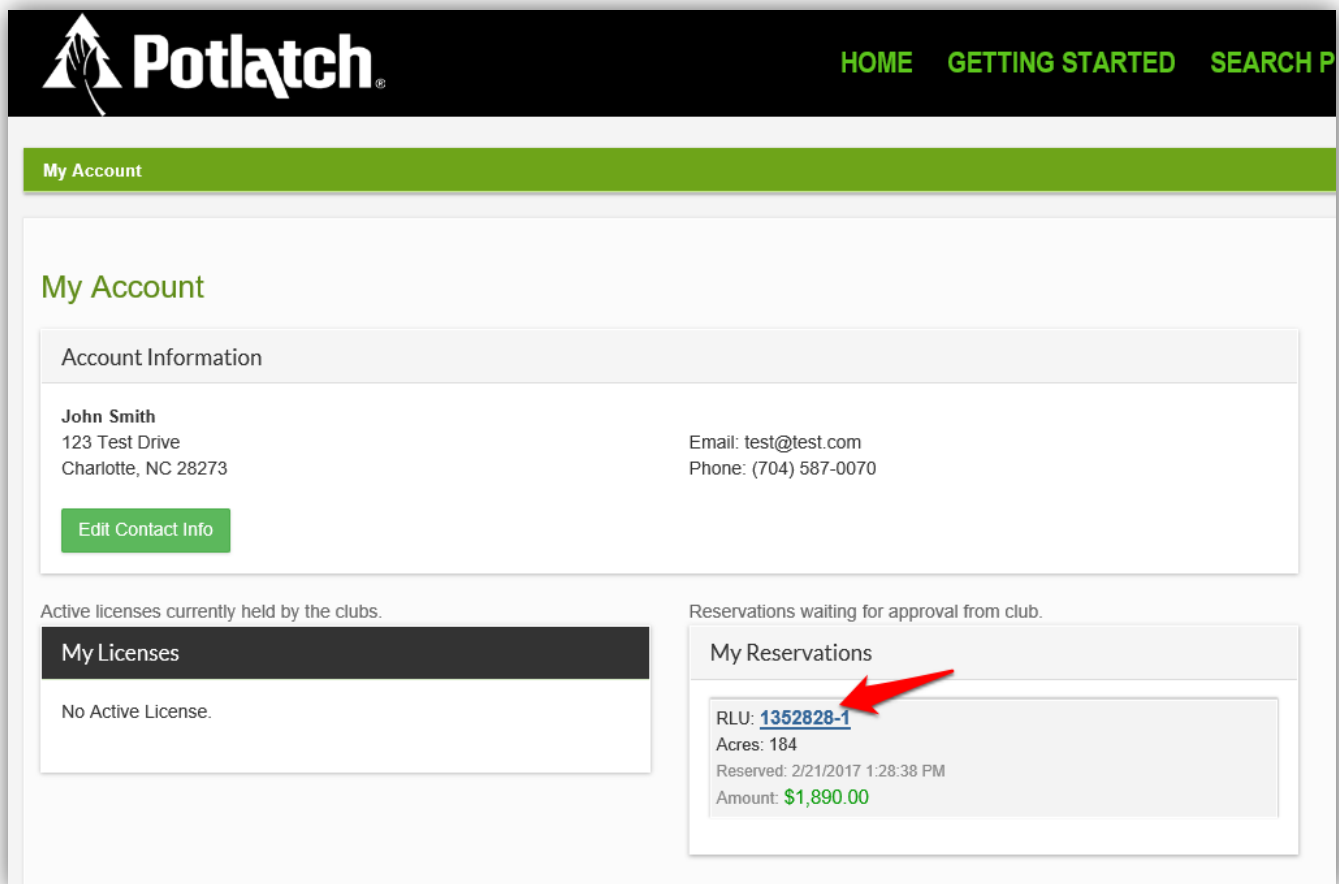 Potlatch®
HOME GETTING STARTED SEARCH P
My Account
My Account
Account Information
John Smith
123 Test Drive
Charlotte, NC 28273
Email: test@test.com
Phone: (704) 587-0070
Edit Contact Info
Active licenses currently held by the clubs.
My Licenses
No Active License.
Reservations waiting for approval from club.
My Reservations
RLU: 1352828-1
Acres: 184
Reserved: 2/21/2017 1:28:38 PM
Amount: $1,890.00